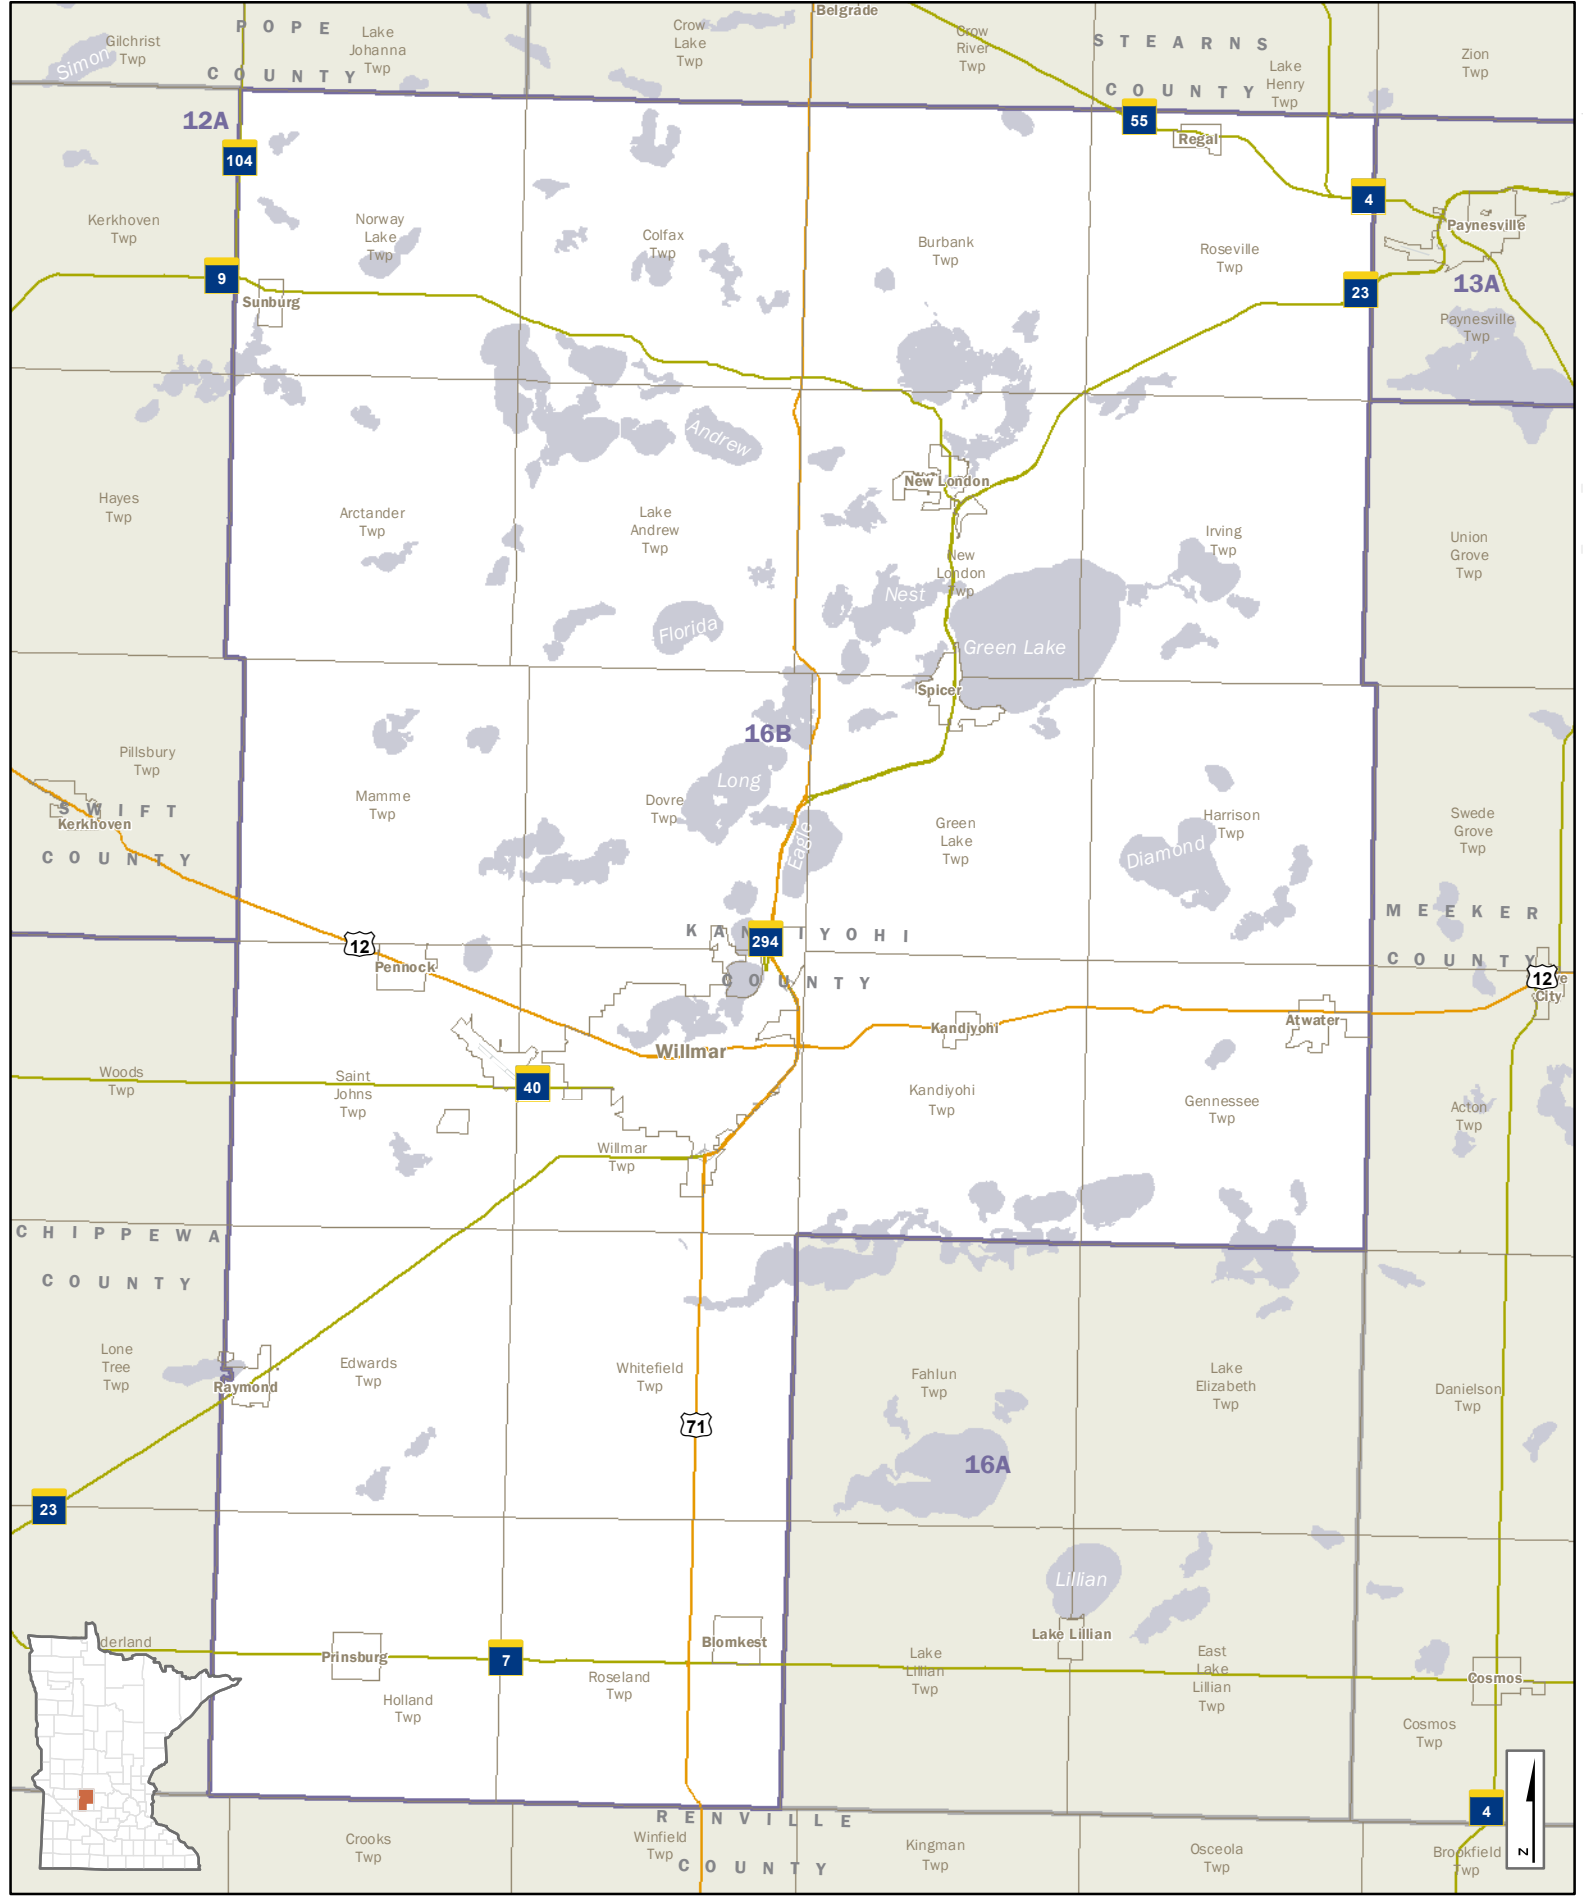 Belgrade
POPE
COUNTY
Gilchrist
Twp
Simon
Lake
Johanna
Twp
Crow
Lake
Twp
Crow
River
Twp
STEARNS
COUNTY
Lake
Henry
Twp
Zion
Twp
12A
104
55
Regal
4
Paynesville
Kerkhoven
Twp
Norway
Lake
Twp
Colfax
Twp
Burbank
Twp
Roseville
Twp
9
Sunburg
23
13A
Paynesville
Twp
Andrew
New London
Hayes
Twp
Arctander
Twp
Lake
Andrew
Twp
New
London
Twp
Irving
Twp
Union
Grove
Twp
Nest
Florida
Green Lake
Spicer
16B
Pillsbury
Twp
SWIFT
COUNTY
Kerkhoven
Mamme
Twp
Dovre
Twp
Long
Eagle
Green
Lake
Twp
Harrison
Twp
Diamond
Swede
Grove
Twp
MEEKER
COUNTY
12
Pennock
294
COUNTY
12
City
Willmar
Kandiyohi
Atwater
Woods
Twp
Saint
Johns
Twp
40
Kandiyohi
Twp
Gennessee
Twp
Acton
Twp
Willmar
Twp
CHIPPEWA
COUNTY
Lone
Tree
Twp
Raymond
Edwards
Twp
Whitefield
Twp
Fahlun
Twp
Lake
Elizabeth
Twp
Danielson
Twp
71
16A
23
Lillian
Lake Lillian
derland
Prinsburg
7
Blomkest
Holland
Twp
Roseland
Twp
Lake
Lillian
Twp
East
Lake
Lillian
Twp
Cosmos
Cosmos
Twp
4
N
RENVILLE
COUNTY
Crooks
Twp
Winfield
Twp
Kingman
Twp
Osceola
Twp
Brookfield
Twp